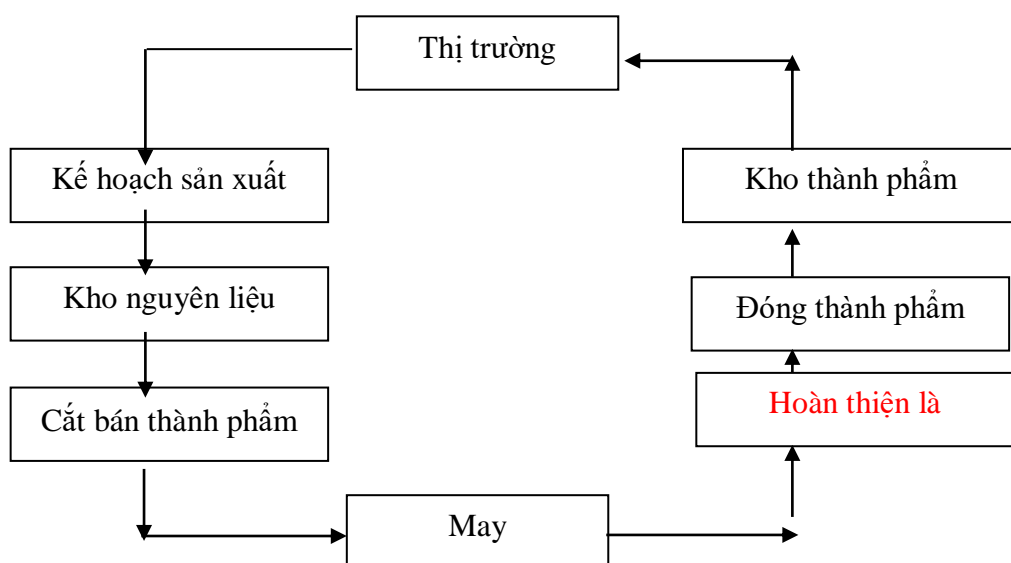 Thị trường
Kế hoạch sản xuất
Kho thành phẩm
Kho nguyên liệu
Đóng thành phẩm
Cắt bán thành phẩm
Hoàn thiện là
May